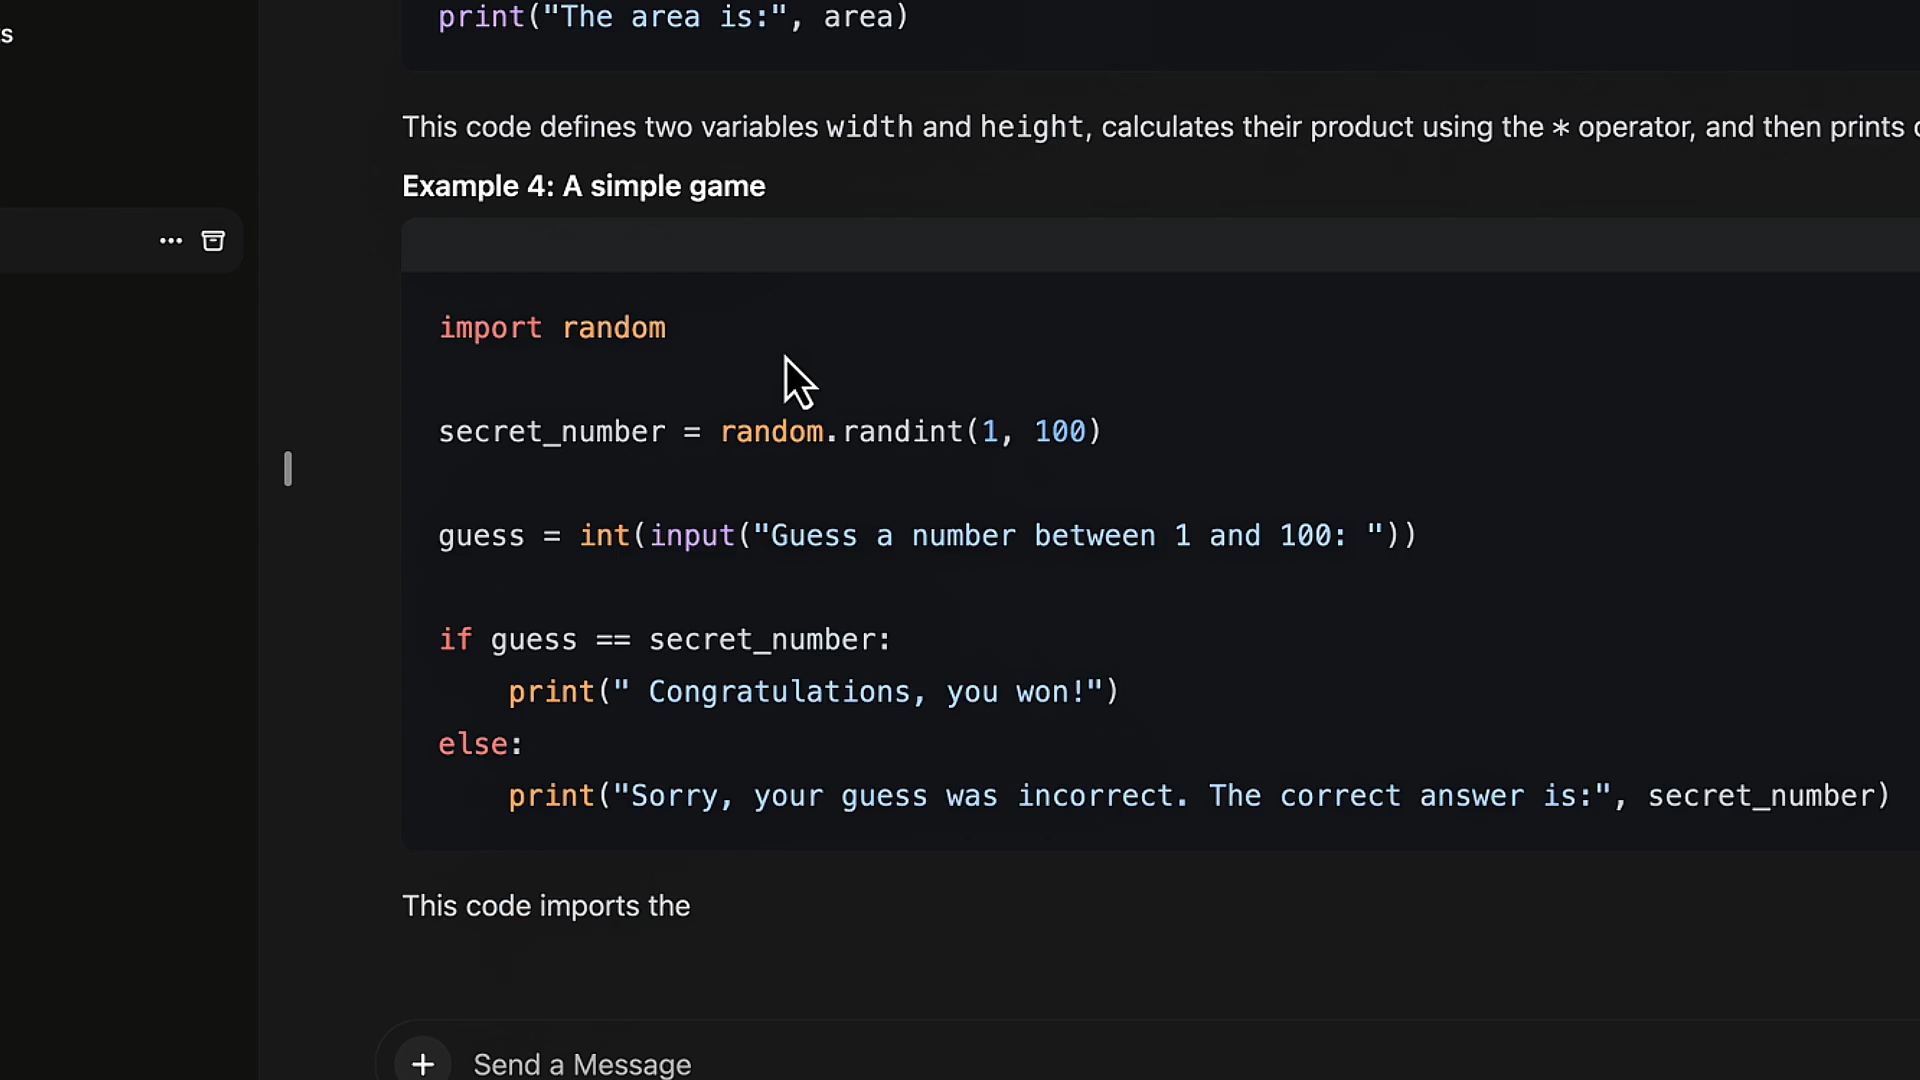 s
print("The area is:", area)
This code defines two variables width and height, calculates their product using the * operator, and then prints
Example 4: A simple game
import random
secret_number = random.randint(1, 100)
guess = int(input("Guess a number between 1 and 100: "))
if guess == secret_number:
    print(" Congratulations, you won!")
else:
    print("Sorry, your guess was incorrect. The correct answer is:", secret_number)
This code imports the
Send a Message